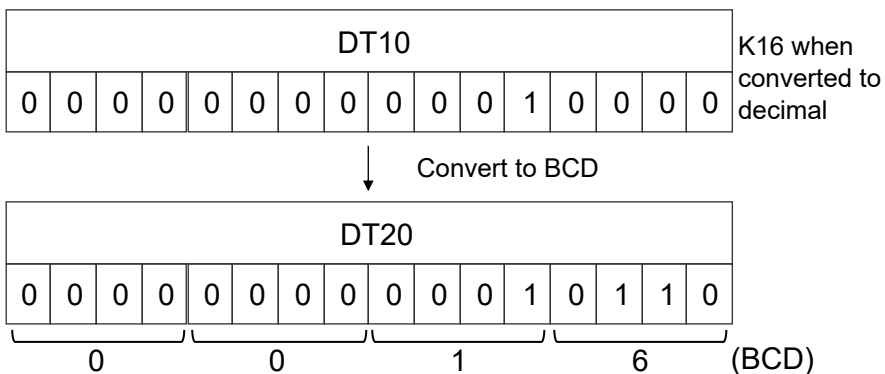 DT10
K16 when
converted to
decimal
0 0 0 0 0 0 0 0 0 0 0 1 0 0 0 0
Convert to BCD
DT20
0 0 0 0 0 0 0 0 0 0 0 1 0 1 1 0
0 0 1 6 (BCD)